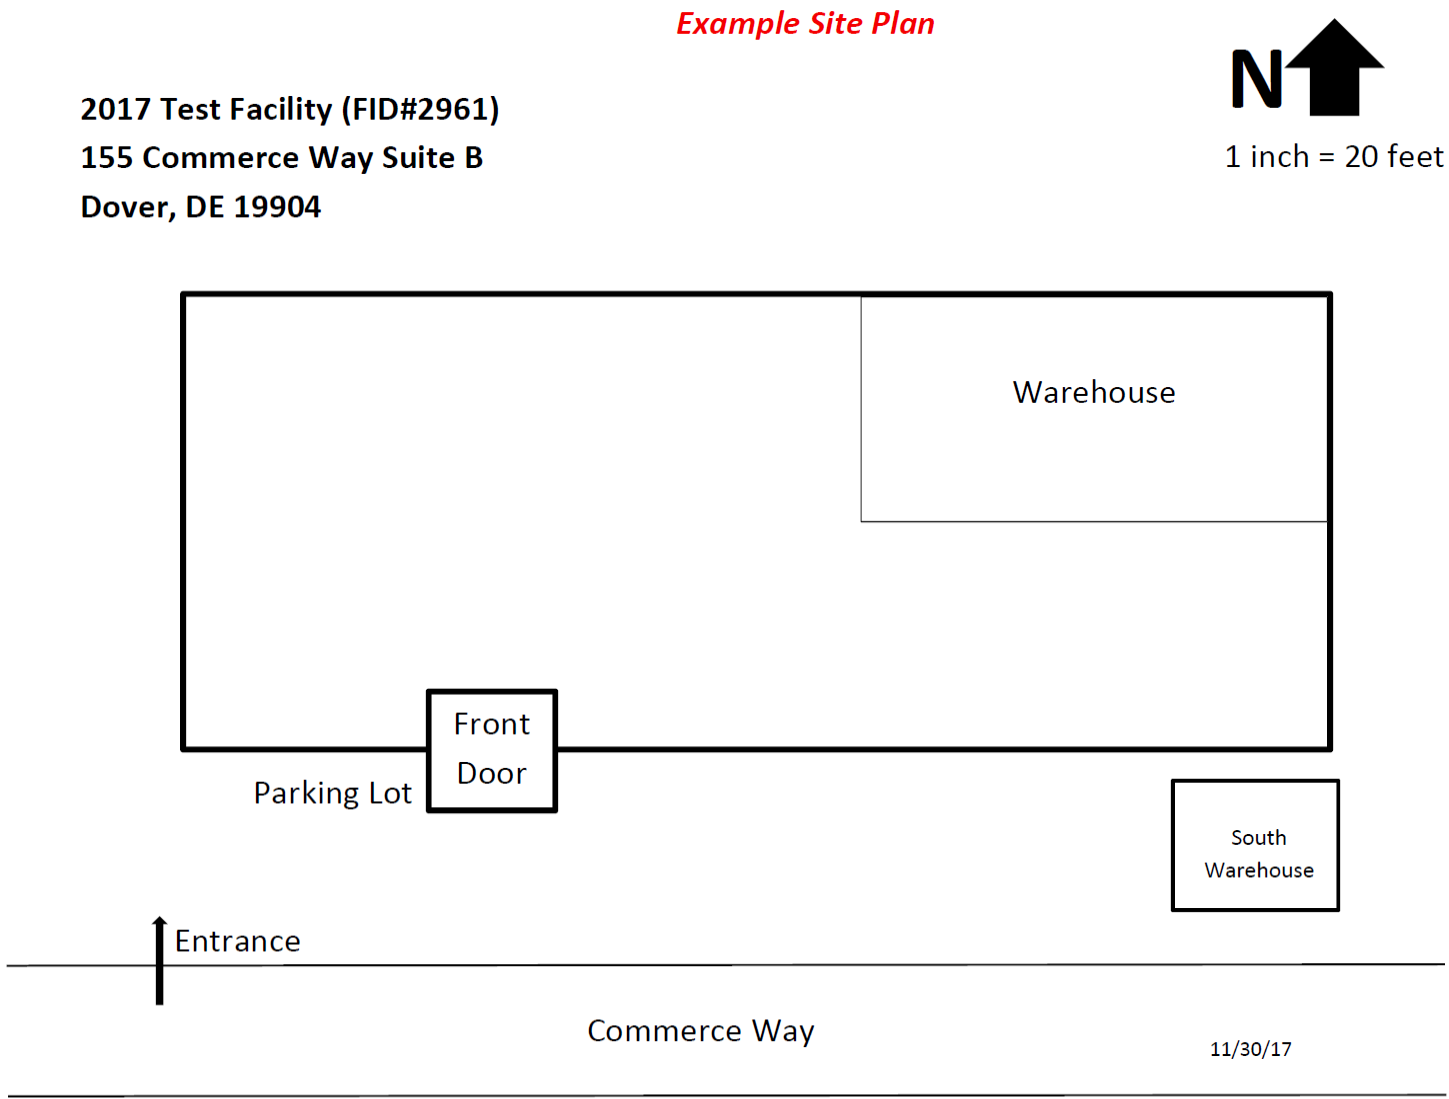 Example Site Plan
N
1 inch = 20 feet
2017 Test Facility (FID#2961)
155 Commerce Way Suite B
Dover, DE 19904
Warehouse
Front
Door
Parking Lot
South
Warehouse
Entrance
Commerce Way
11/30/17